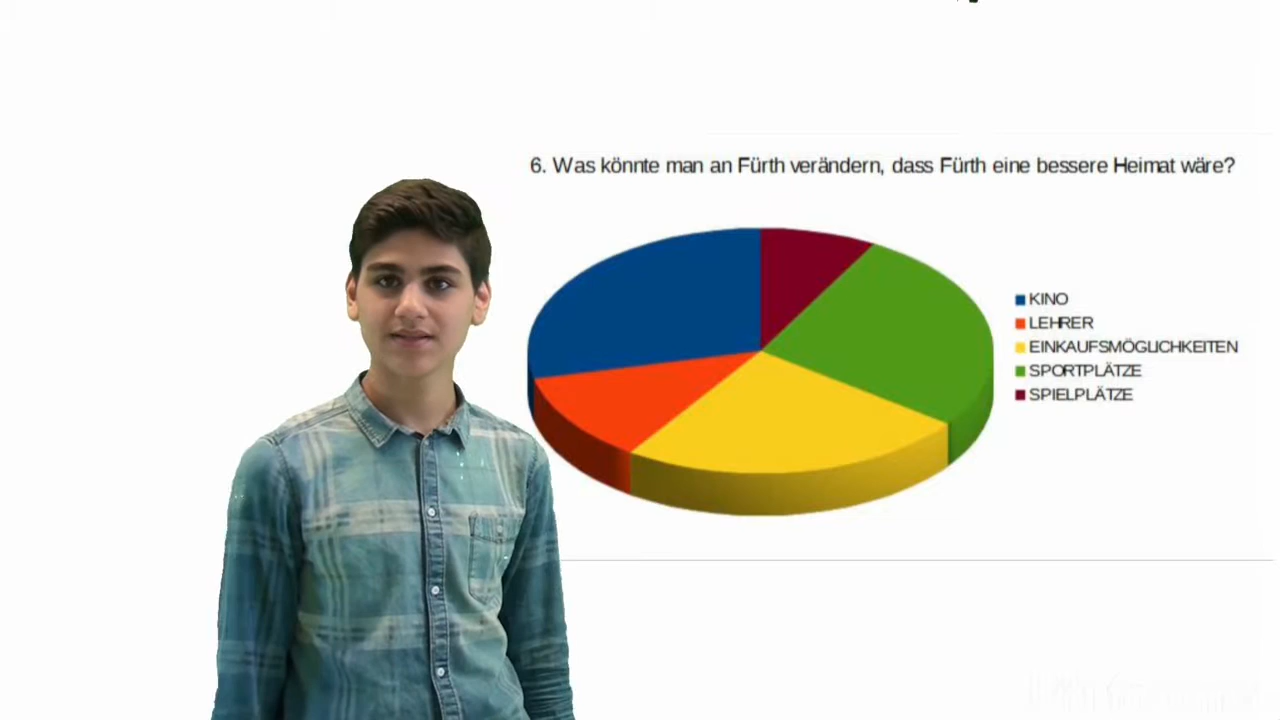 6. Was könnte man an Fürth verändern, dass Fürth eine bessere Heimat wäre?
KINO
LEHRER
EINKAUFSMÖGLICHKEITEN
SPORTPLÄTZE
SPIELPLÄTZE